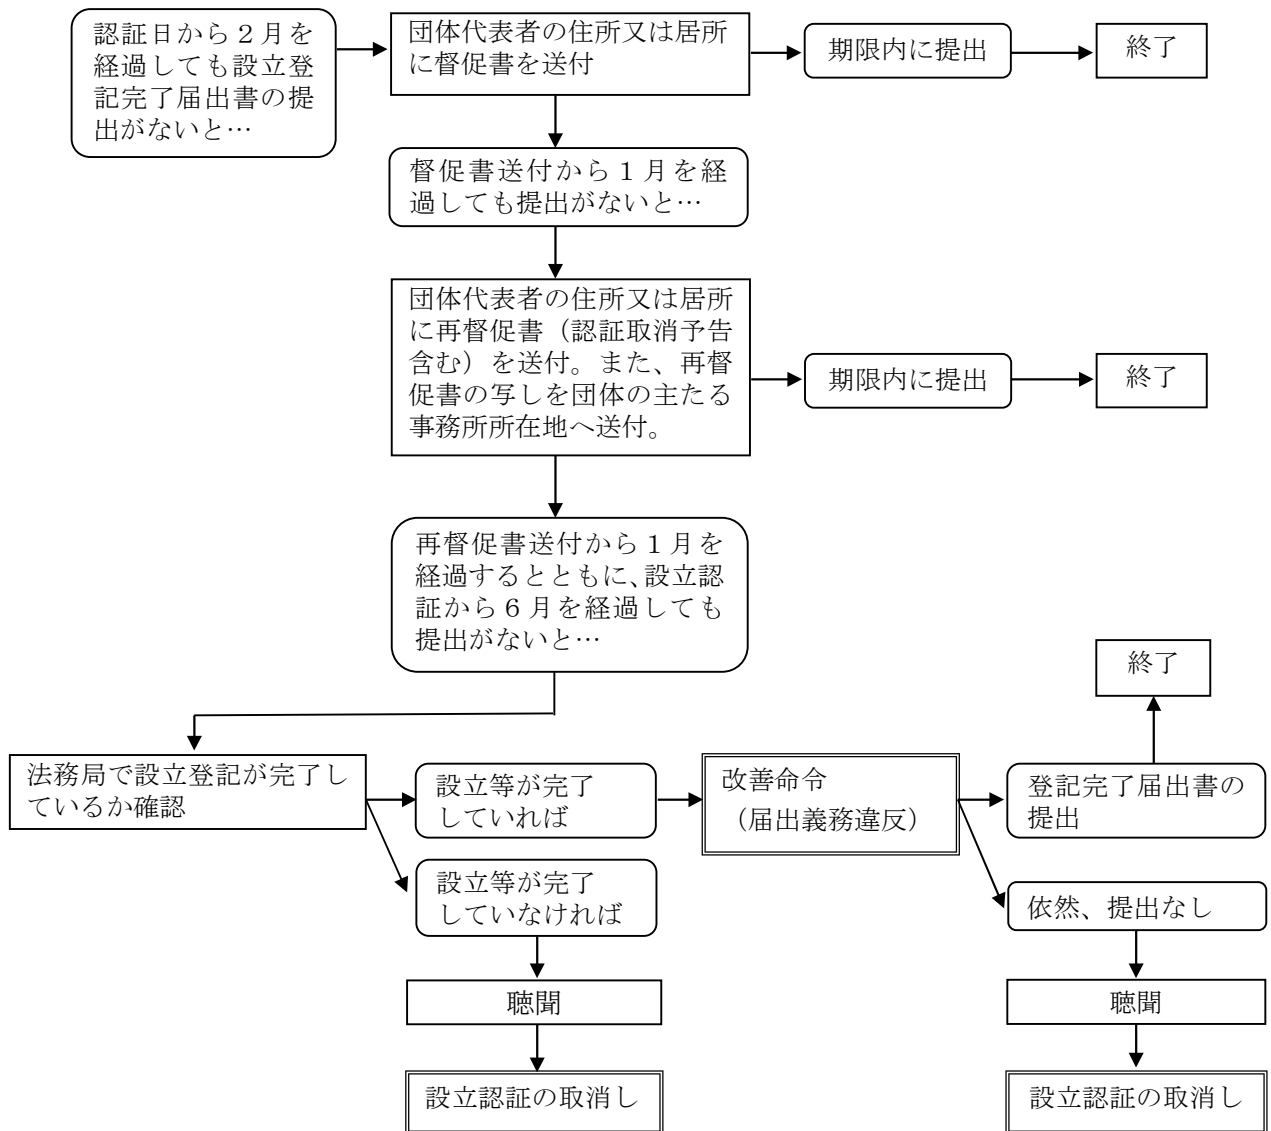 認証日から２月を
経過しても設立登
記完了届出書の提
出がないと…
団体代表者の住所又は居所
に督促書を送付
期限内に提出
終了
督促書送付から１月を経
過しても提出がないと…
団体代表者の住所又は居所
に再督促書（認証取消予告
含む）を送付。また、再督
促書の写しを団体の主たる
事務所所在地へ送付。
期限内に提出
終了
再督促書送付から１月を
経過するとともに、設立認
証から６月を経過しても
提出がないと…
法務局で設立登記が完了し
ているか確認
設立等が完了
していれば
改善命令
（届出義務違反）
登記完了届出書の
提出
終了
設立等が完了
していなければ
依然、提出なし
聴聞
聴聞
設立認証の取消し
設立認証の取消し